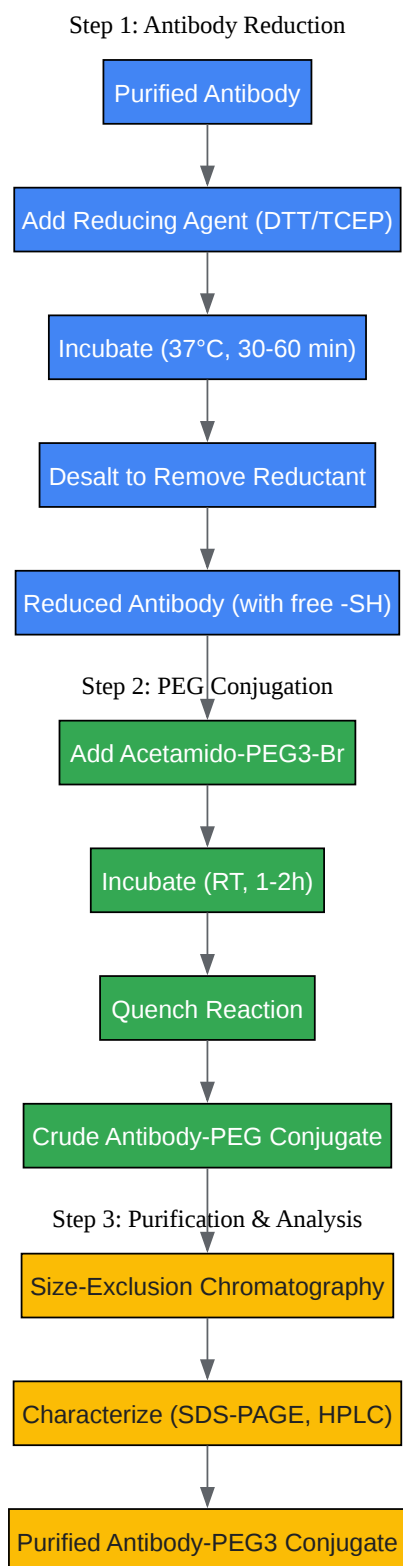 Step 1: Antibody Reduction
Purified Antibody
Add Reducing Agent (DTT/TCEP)
Incubate (37°C, 30-60 min)
Desalt to Remove Reductant
Reduced Antibody (with free -SH)
Step 2: PEG Conjugation
Add Acetamido-PEG3-Br
Incubate (RT, 1-2h)
Quench Reaction
Crude Antibody-PEG Conjugate
Step 3: Purification & Analysis
Size-Exclusion Chromatography
Characterize (SDS-PAGE, HPLC)
Purified Antibody-PEG3 Conjugate